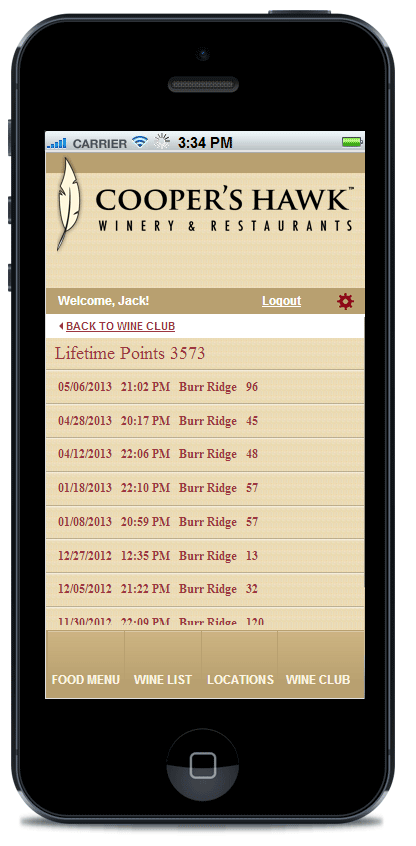 CARRIER 3:34 PM
COOPER'S HAWK™
WINERY & RESTAURANTS
Welcome, Jack! Logout
BACK TO WINE CLUB
Lifetime Points 3573
05/06/2013 21:02 PM Burr Ridge 96
04/28/2013 20:17 PM Burr Ridge 45
04/12/2013 22:06 PM Burr Ridge 48
01/18/2013 22:10 PM Burr Ridge 57
01/08/2013 20:59 PM Burr Ridge 57
12/27/2012 12:35 PM Burr Ridge 13
12/05/2012 21:22 PM Burr Ridge 32
11/30/2012 22:09 PM Burr Ridge 120
FOOD MENU WINE LIST LOCATIONS WINE CLUB